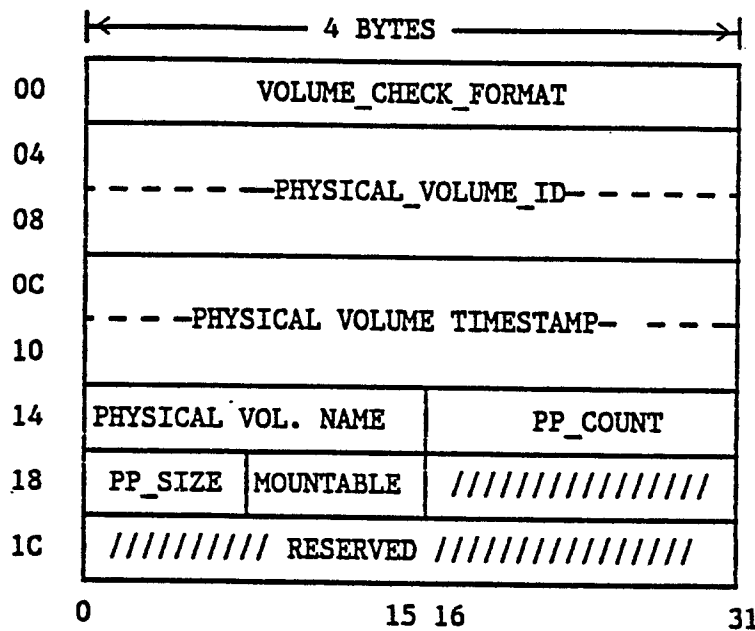 4 BYTES
00 VOLUME_CHECK_FORMAT
04
PHYSICAL_VOLUME_ID
08
0C
PHYSICAL VOLUME TIMESTAMP
10
14 PHYSICAL VOL. NAME PP_COUNT
18 PP_SIZE MOUNTABLE ////////////////
1C ////////// RESERVED ////////////////
0 15 16 31